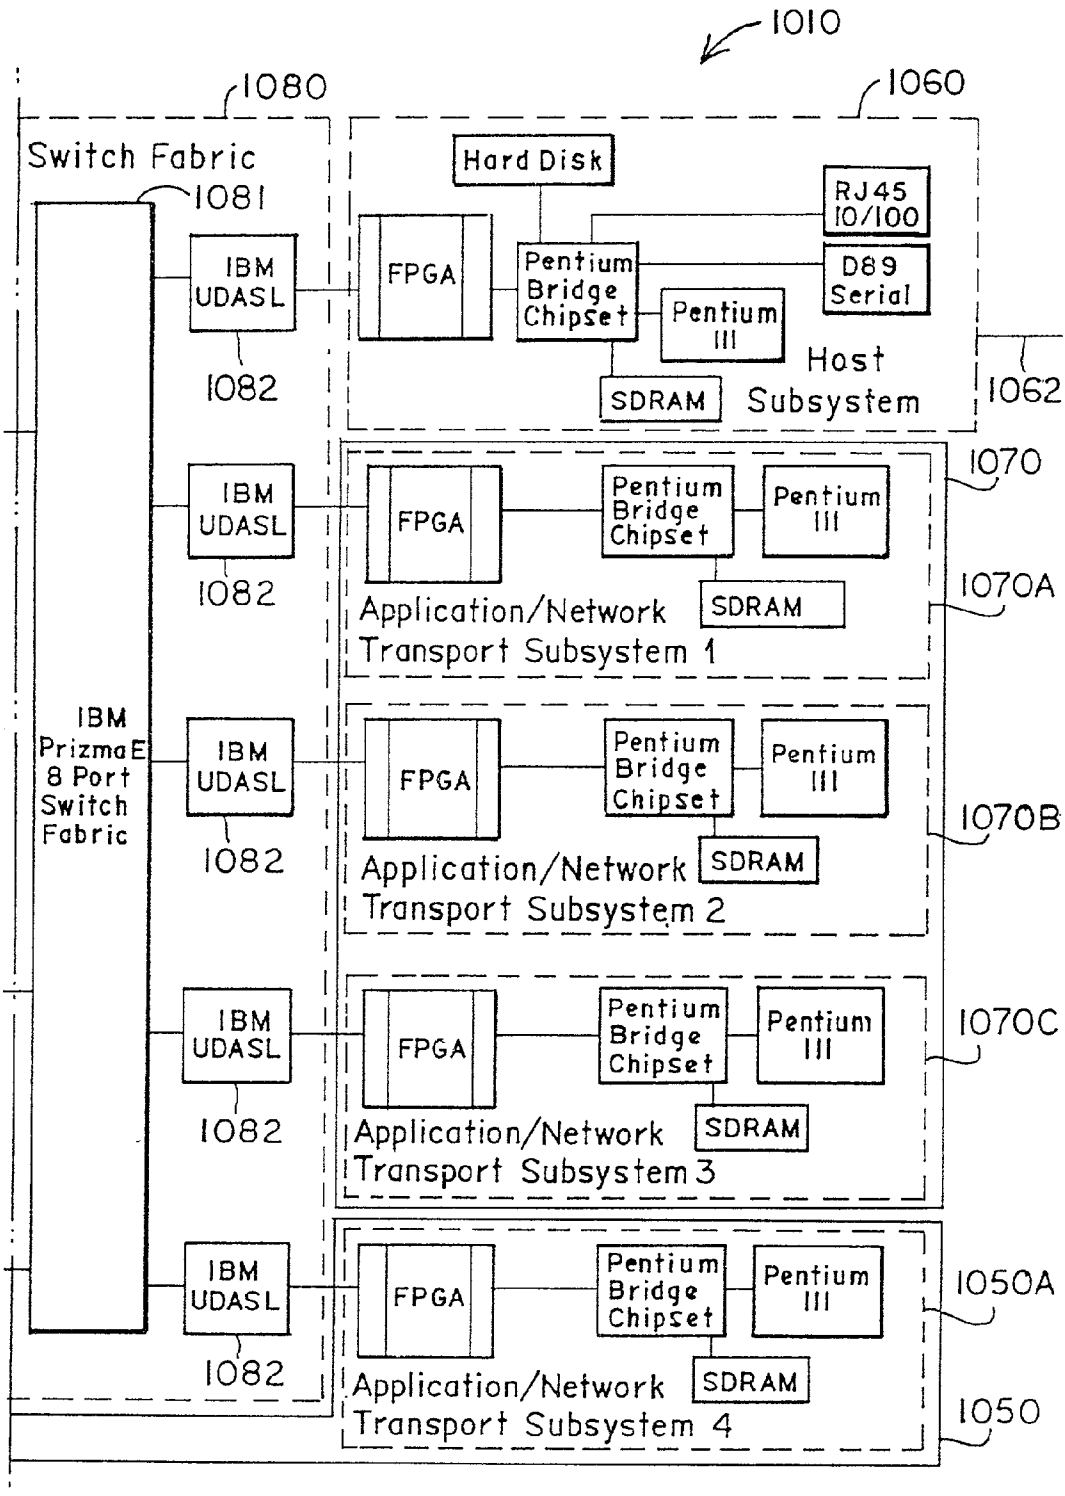 1010
1080
1060
Switch Fabric
1081
Hard Disk
RJ45
10/100
IBM
UDASL
FPGA
Pentium
Bridge
Chipset
D89
Serial
Pentium
III
1082
SDRAM
Host
Subsystem
1062
1070
IBM
UDASL
FPGA
Pentium
Bridge
Chipset
Pentium
III
1082
SDRAM
1070A
Application/Network
Transport Subsystem 1
IBM
PrizmaE
8 Port
Switch
Fabric
IBM
UDASL
FPGA
Pentium
Bridge
Chipset
Pentium
III
1070B
1082
SDRAM
Application/Network
Transport Subsystem 2
IBM
UDASL
FPGA
Pentium
Bridge
Chipset
Pentium
III
1070C
1082
SDRAM
Application/Network
Transport Subsystem 3
IBM
UDASL
FPGA
Pentium
Bridge
Chipset
Pentium
III
1050A
1082
SDRAM
Application/Network
Transport Subsystem 4
1050